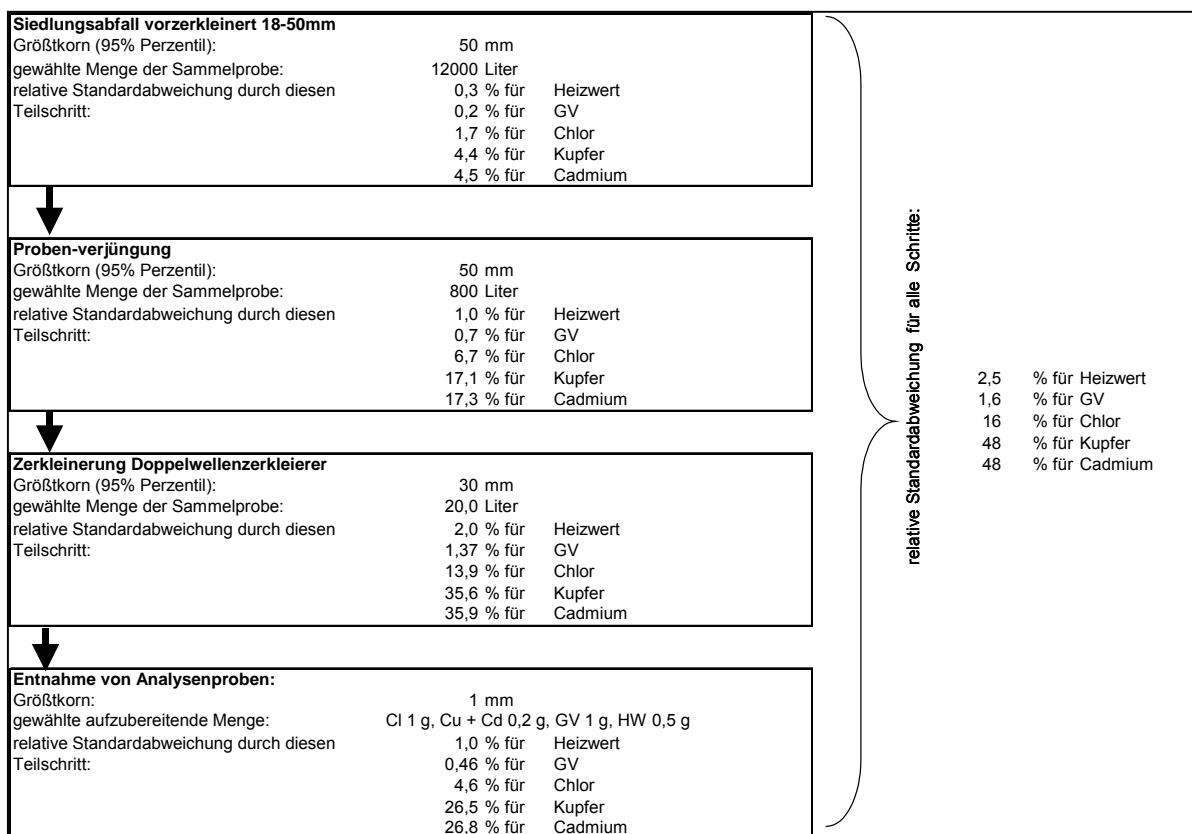 Siedlungsabfall vorzerkleinert 18-50mm
Größtkorn (95% Perzentil): 50 mm
gewählte Menge der Sammelprobe: 12000 Liter
relative Standardabweichung durch diesen 0,3 % für Heizwert
Teilschritt: 0,2 % für GV
1,7 % für Chlor
4,4 % für Kupfer
4,5 % für Cadmium
Proben-verjüngung
Größtkorn (95% Perzentil): 50 mm
gewählte Menge der Sammelprobe: 800 Liter
relative Standardabweichung durch diesen 1,0 % für Heizwert
Teilschritt: 0,7 % für GV
6,7 % für Chlor
17,1 % für Kupfer
17,3 % für Cadmium
Zerkleinerung Doppelwellenzerkleierer
Größtkorn (95% Perzentil): 30 mm
gewählte Menge der Sammelprobe: 20,0 Liter
relative Standardabweichung durch diesen 2,0 % für Heizwert
Teilschritt: 1,37 % für GV
13,9 % für Chlor
35,6 % für Kupfer
35,9 % für Cadmium
Entnahme von Analysenproben:
Größtkorn: 1 mm
gewählte aufzubereitende Menge: Cl 1 g, Cu + Cd 0,2 g, GV 1 g, HW 0,5 g
relative Standardabweichung durch diesen 1,0 % für Heizwert
Teilschritt: 0,46 % für GV
4,6 % für Chlor
26,5 % für Kupfer
26,8 % für Cadmium
relative Standardabweichung für alle Schritte:
2,5 % für Heizwert
1,6 % für GV
16 % für Chlor
48 % für Kupfer
48 % für Cadmium